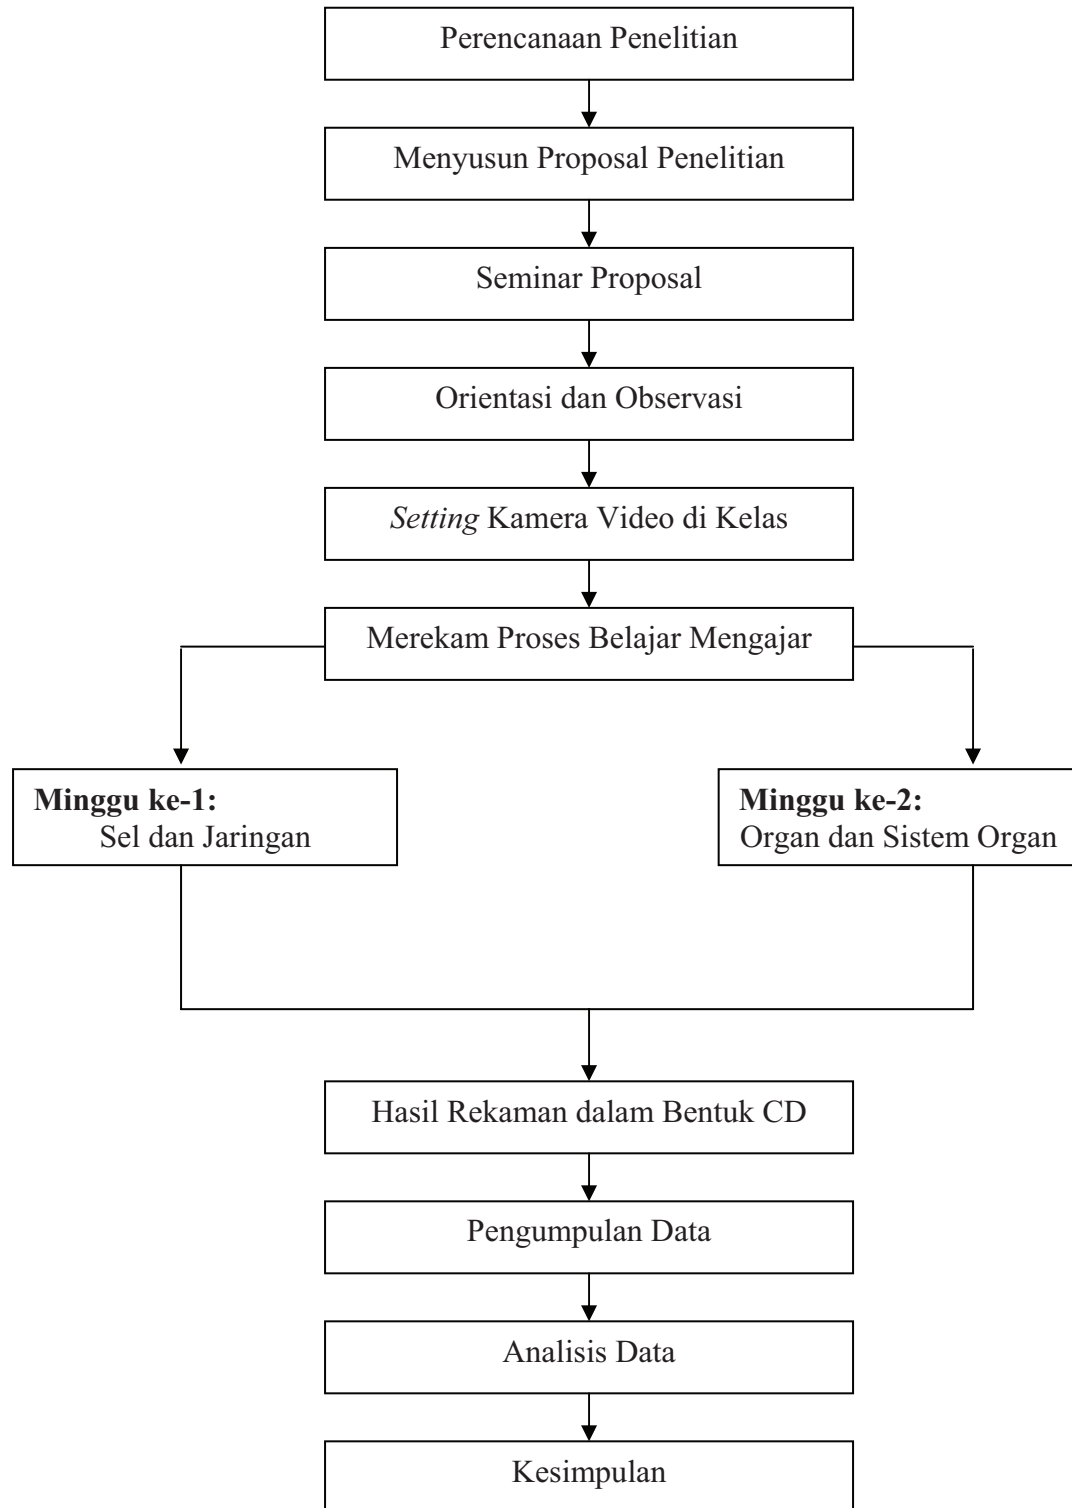 Perencanaan Penelitian
Menyusun Proposal Penelitian
Seminar Proposal
Orientasi dan Observasi
Setting Kamera Video di Kelas
Merekam Proses Belajar Mengajar
Minggu ke-1:
Sel dan Jaringan
Minggu ke-2:
Organ dan Sistem Organ
Hasil Rekaman dalam Bentuk CD
Pengumpulan Data
Analisis Data
Kesimpulan